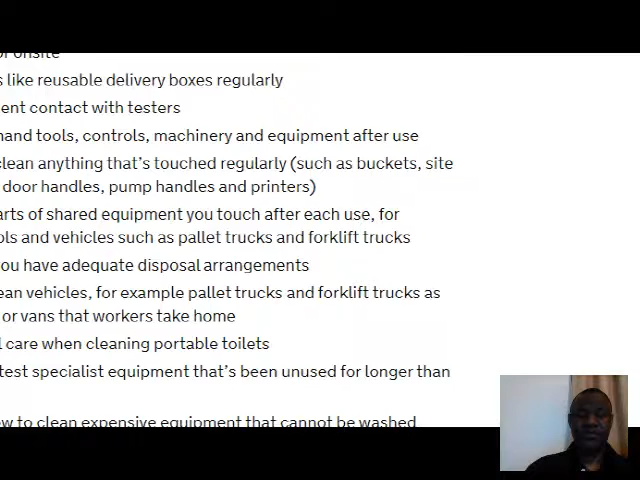 or onsite
s like reusable delivery boxes regularly
ent contact with testers
hand tools, controls, machinery and equipment after use
clean anything that's touched regularly (such as buckets, site
door handles, pump handles and printers)
arts of shared equipment you touch after each use, for
ols and vehicles such as pallet trucks and forklift trucks
you have adequate disposal arrangements
ean vehicles, for example pallet trucks and forklift trucks as
or vans that workers take home
l care when cleaning portable toilets
test specialist equipment that's been unused for longer than
ow to clean expensive equipment that cannot be washed